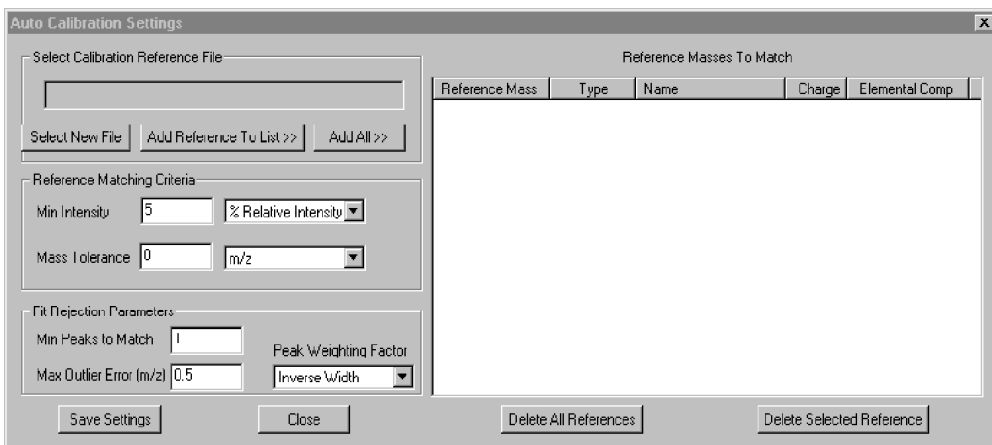 Auto Calibration Settings
X
Select Calibration Reference File
Select New File
Add Reference To List >>
Add All >>
Reference Matching Criteria
Min Intensity
5
% Relative Intensity
Mass Tolerance
0
m/z
Fit Rejection Parameters
Min Peaks to Match
1
Peak Weighting Factor
Max Outlier Error (m/z)
0.5
Inverse Width
Save Settings
Close
Reference Masses To Match
Reference Mass
Type
Name
Charge
Elemental Comp
Delete All References
Delete Selected Reference